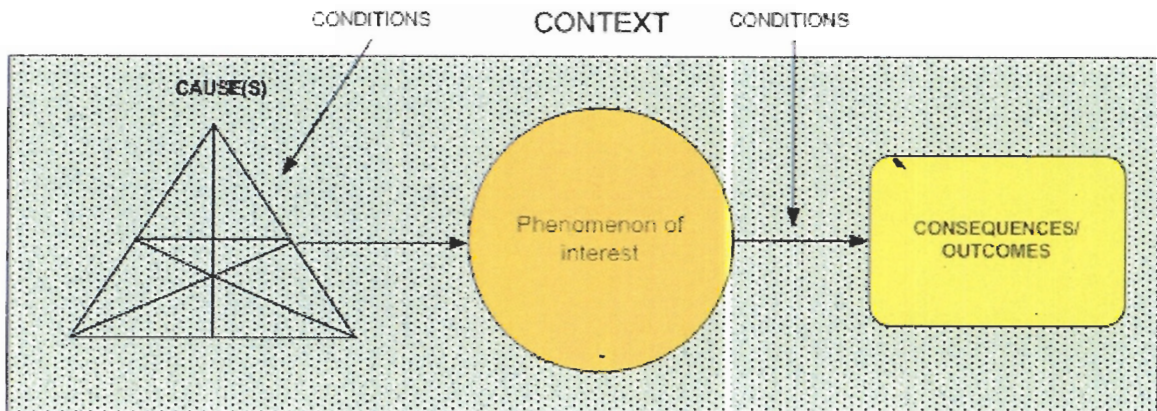 CONDITIONS
CONTEXT
CONDITIONS
CAUSE(S)
Phenomenon of
interest
CONSEQUENCES/
OUTCOMES